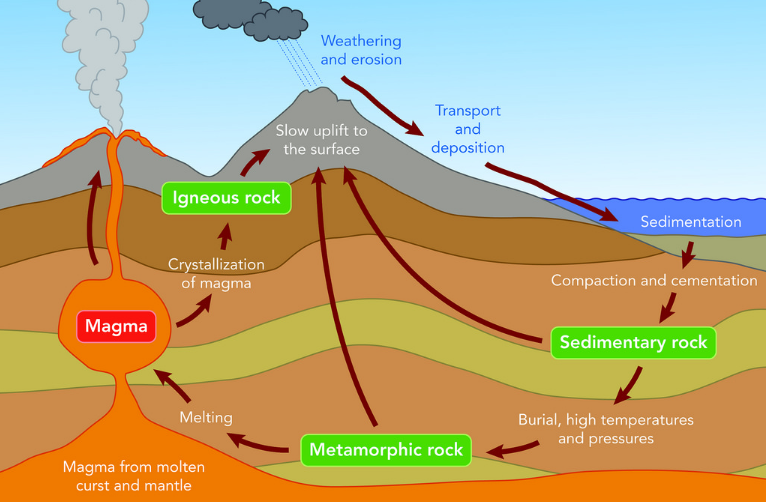 Weathering
and erosion
Transport
and
deposition
Slow uplift to
the surface
Igneous rock
Sedimentation
Crystallization
of magma
Compaction and cementation
Magma
Sedimentary rock
Melting
Burial, high temperatures
and pressures
Metamorphic rock
Magma from molten
curst and mantle